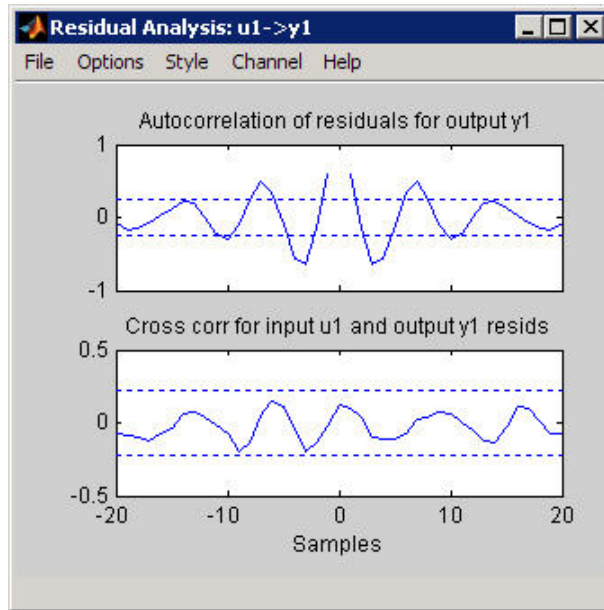 Residual Analysis: u1->y1
File Options Style Channel Help
Autocorrelation of residuals for output y1
1
0
-1
Cross corr for input u1 and output y1 resids
0.5
0
-0.5
-20 -10 0 10 20
Samples